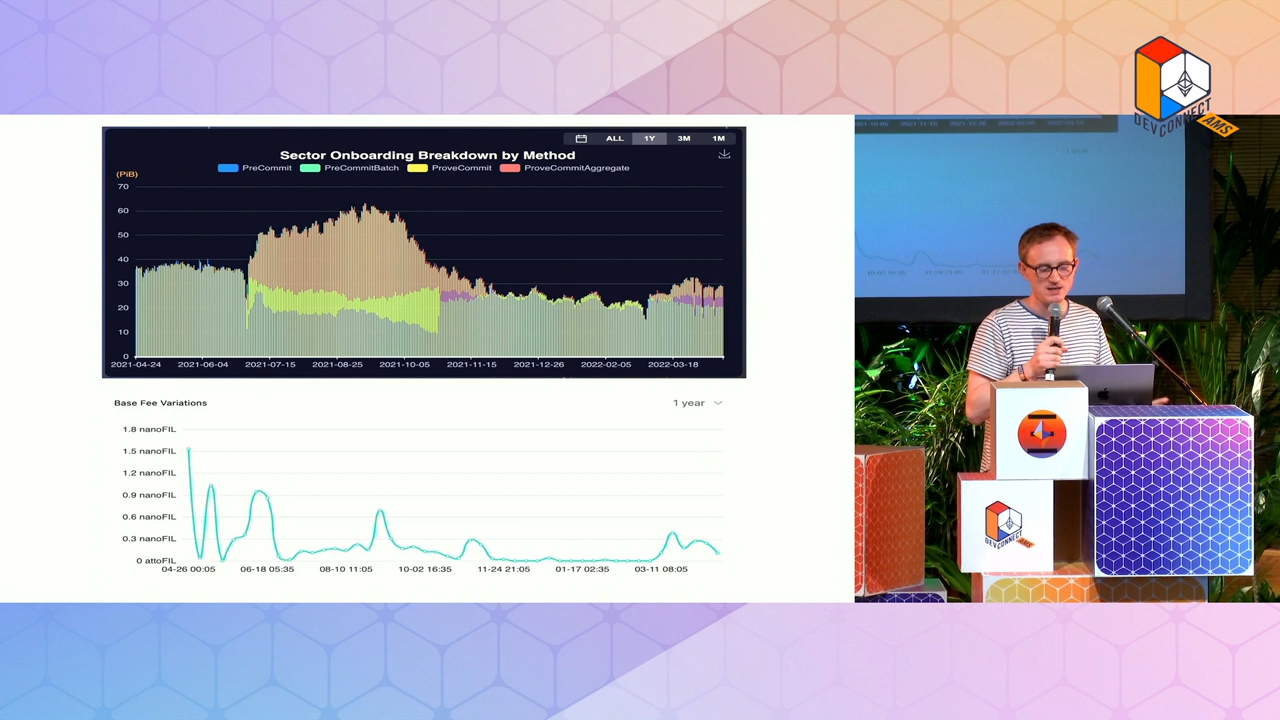 DEVCONNECT
AMS
ALL 1Y 3M 1M
Sector Onboarding Breakdown by Method
PreCommit PreCommitBatch ProveCommit ProveCommitAggregate
(PiB)
70
60
50
40
30
20
10
0
2021-04-24 2021-06-04 2021-07-15 2021-08-25 2021-10-05 2021-11-15 2021-12-26 2022-02-05 2022-03-18
Base Fee Variations 1 year
1.8 nanoFIL
1.5 nanoFIL
1.2 nanoFIL
0.9 nanoFIL
0.6 nanoFIL
0.3 nanoFIL
0 attoFIL
04-26 00:05 06-18 05:35 08-10 11:05 10-02 16:35 11-24 21:05 01-17 02:35 03-11 08:05
DEVCONNECT
AMS